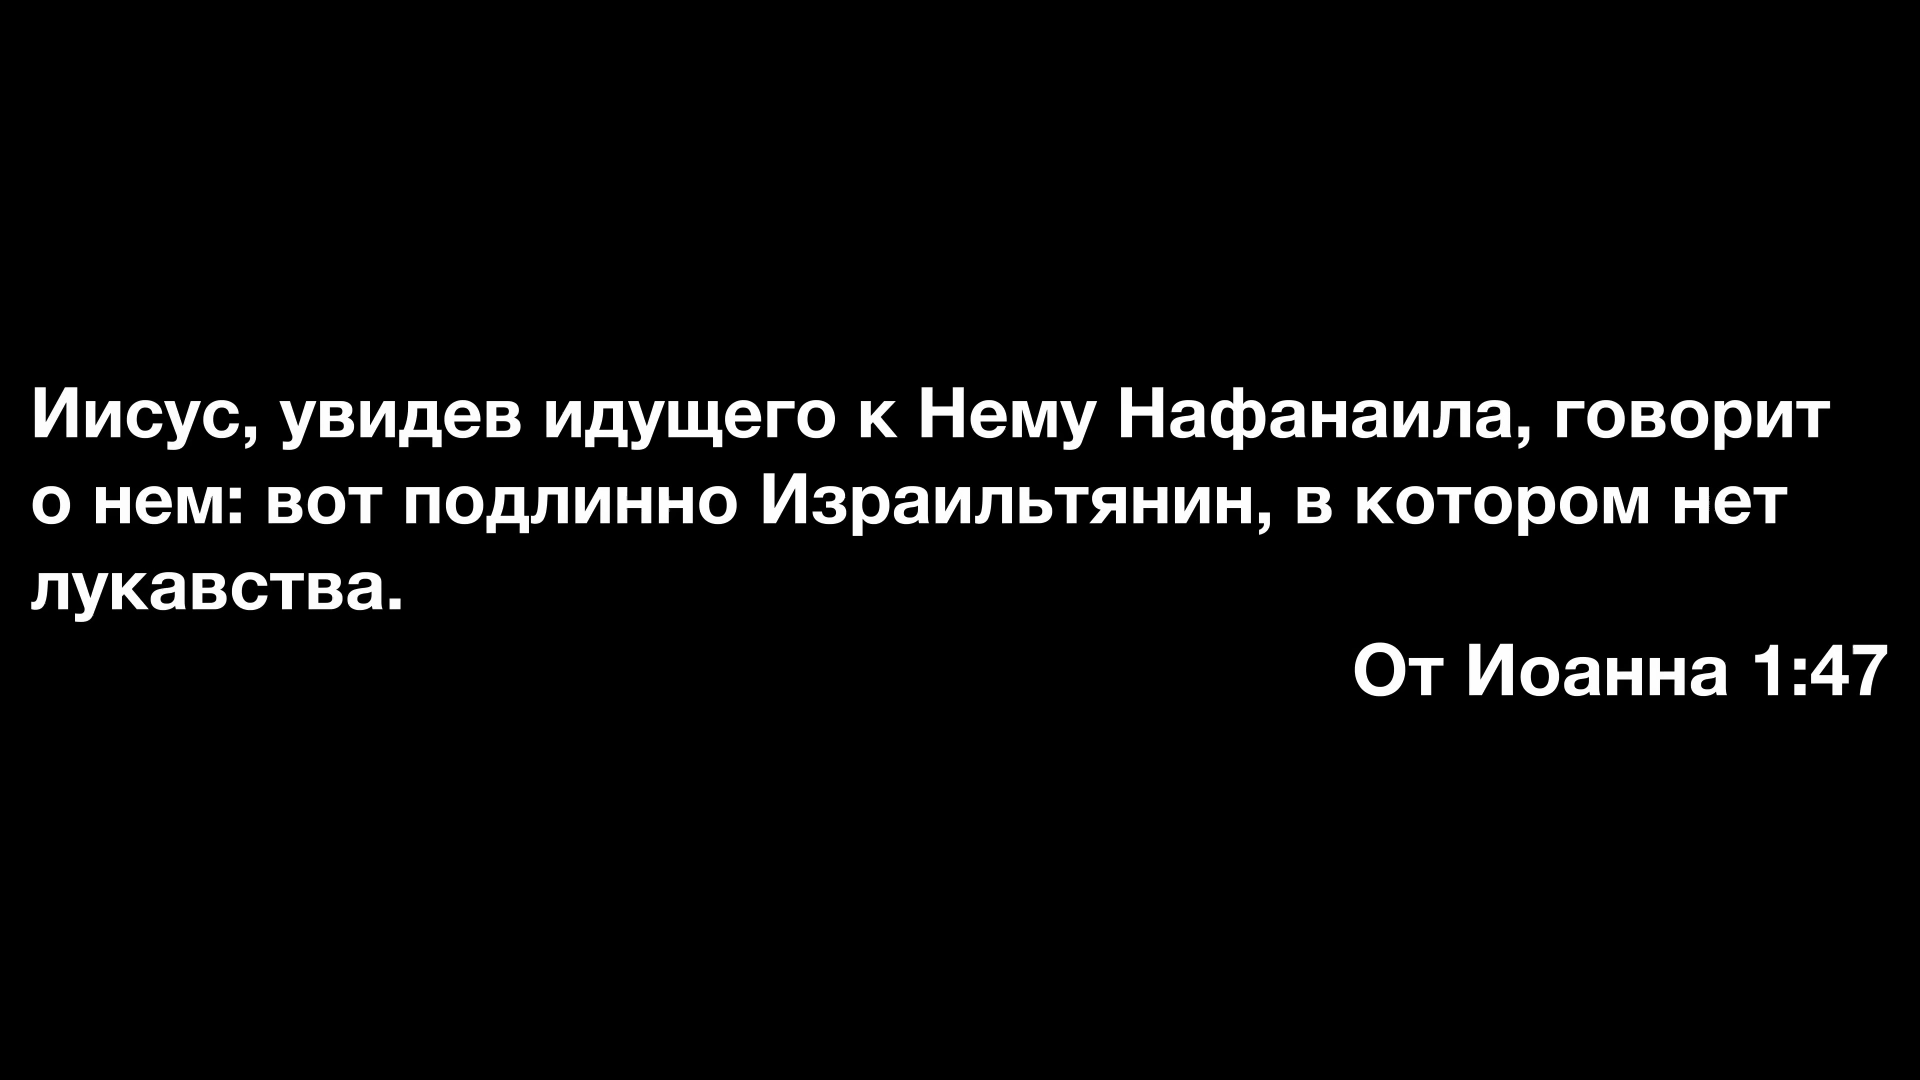 Иисус, увидев идущего к Нему Нафанаила, говорит
о нем: вот подлинно Израильтянин, в котором нет
лукавства.
От Иоанна 1:47